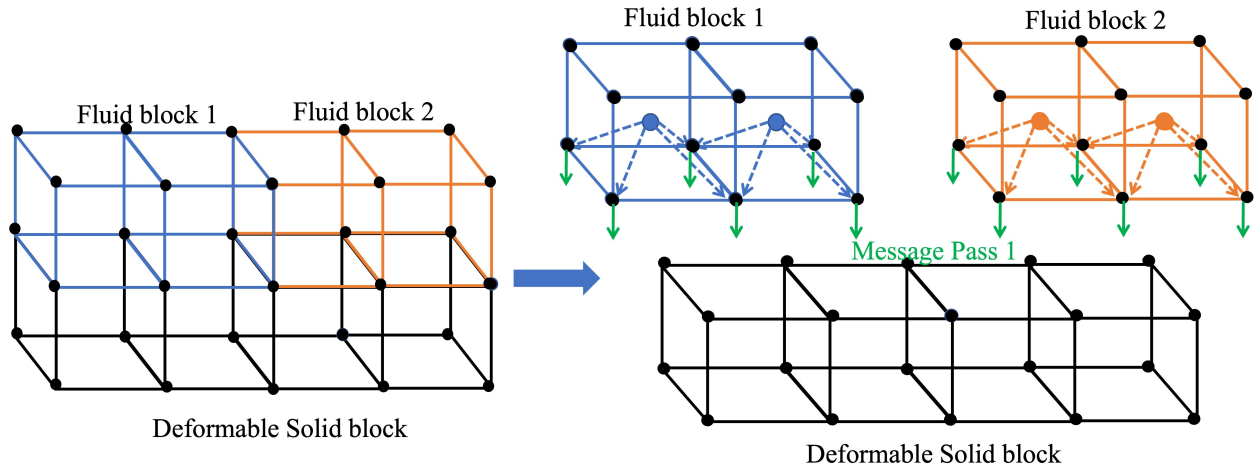 Fluid block 1
Fluid block 2
Deformable Solid block
Fluid block 1
Fluid block 2
Message Pass 1
Deformable Solid block